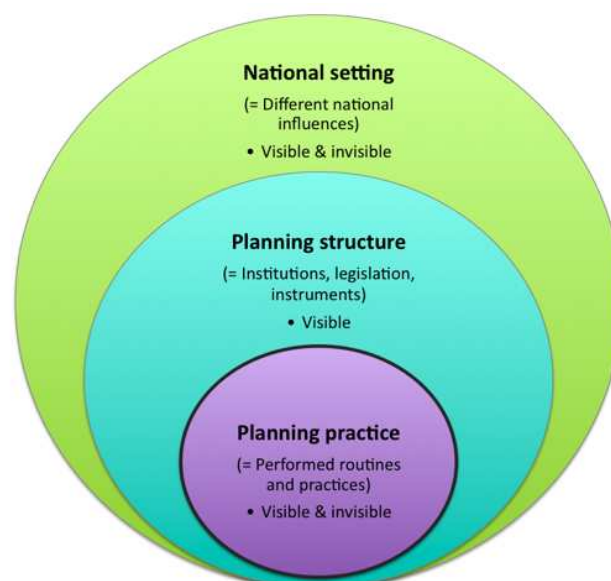 National setting
(= Different national
influences)
• Visible & invisible
Planning structure
(= Institutions, legislation,
instruments)
• Visible
Planning practice
(= Performed routines
and practices)
• Visible & invisible